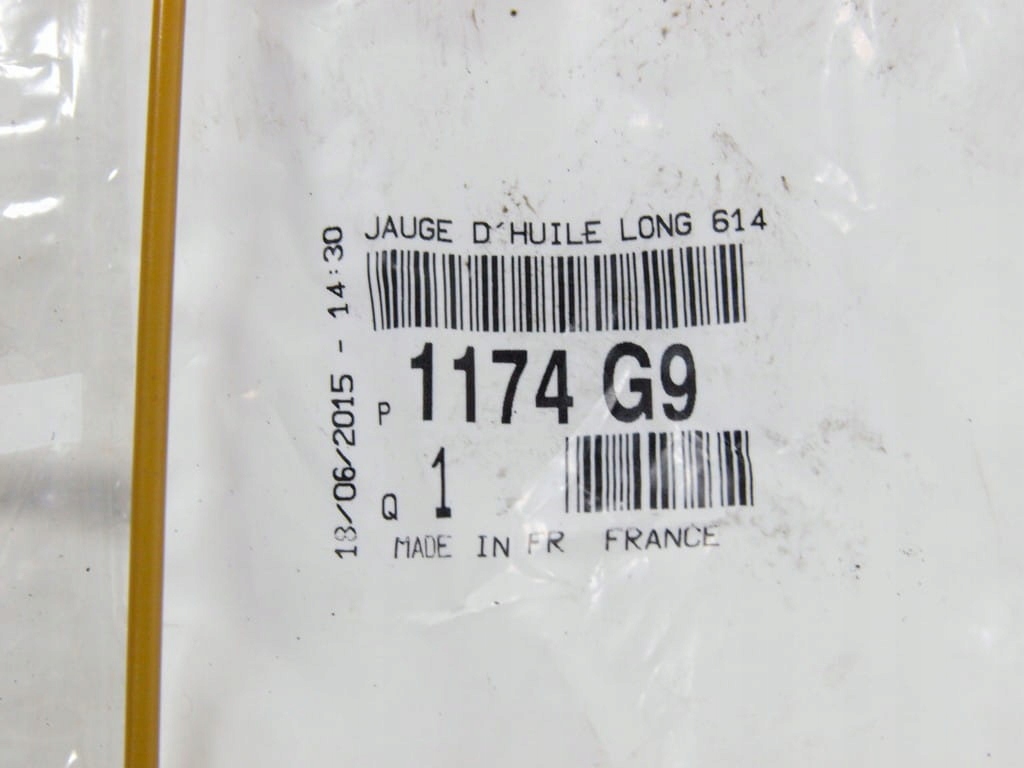 JAUGE D'HUILE LONG 614
18/06/2015 - 14:30
P 1174 G9
Q 1
MADE IN FR FRANCE